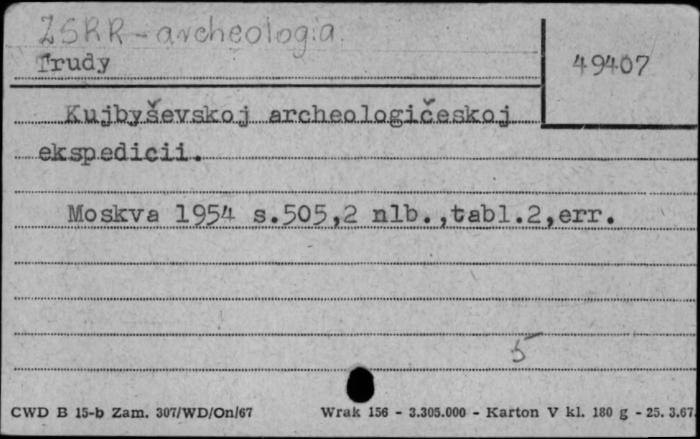 ZSRR - archeologia.
Trudy
49407
Kujbyševskoj archeologičeskoj
ekspedicii.
Moskva 1954 s.505,2 nlb.,tabl.2,err.
5
CWD B 15-b Zam. 307/WD/On/67 Wrak 156 - 3.305.000 - Karton V kl. 180 g - 25. 3.67.